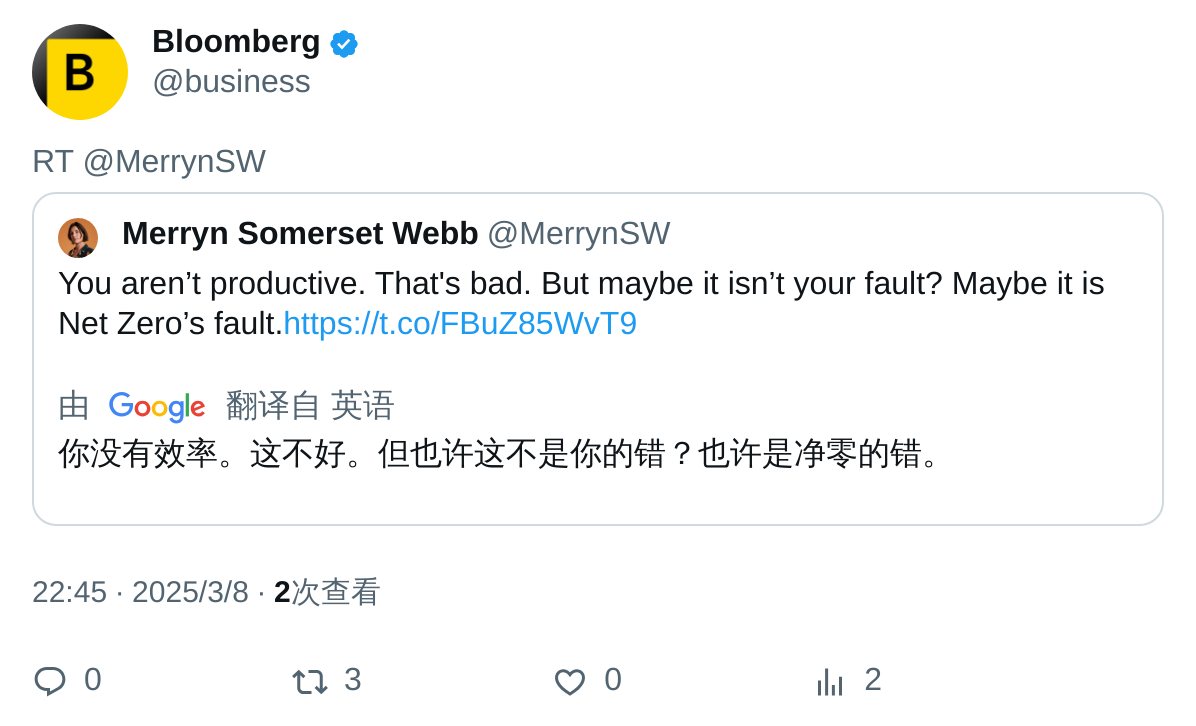 B
Bloomberg
@business
RT @MerrynSW
Merryn Somerset Webb @MerrynSW
You aren’t productive. That's bad. But maybe it isn’t your fault? Maybe it is
Net Zero’s fault.https://t.co/FBuZ85WvT9
由 Google 翻译自 英语
你没有效率。这不好。但也许这不是你的错？也许是净零的错。
22:45 · 2025/3/8 · 2次查看
0 3 0 2